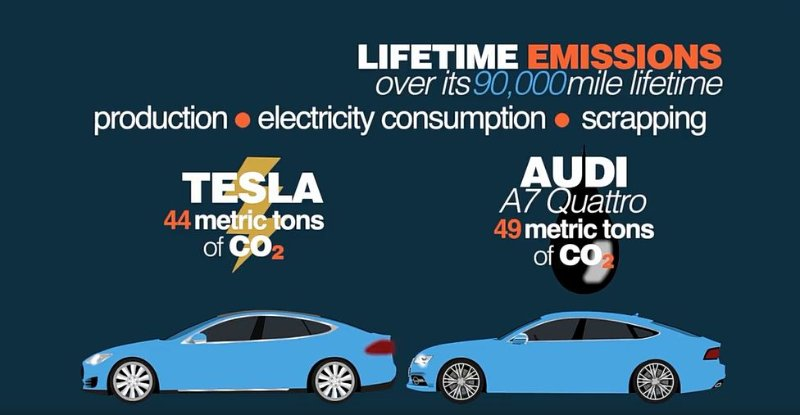 LIFETIME EMISSIONS
over its 90,000 mile lifetime
production • electricity consumption • scrapping
TESLA
44 metric tons
of CO₂
AUDI
A7 Quattro
49 metric tons
of CO₂